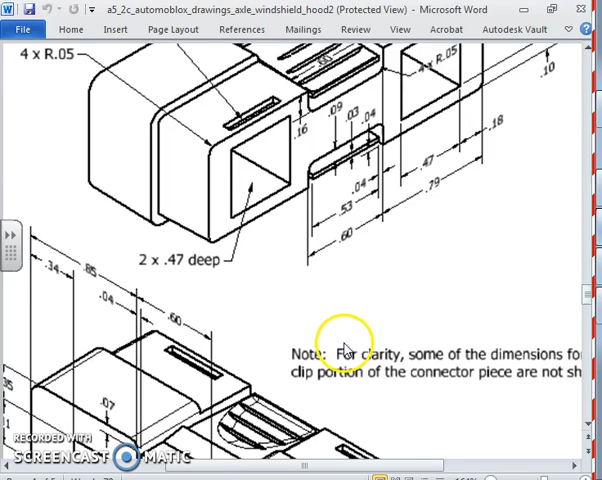 a5_2c_automoblox_drawings_axle_windshield_hood2 (Protected View) - Microsoft Word
File Home Insert Page Layout References Mailings Review View Acrobat Autodesk Vault
4 x R.05
4 x R.05
.10
.16
.09
.03
.04
.18
.47
.79
.04
.53
.60
2 x .47 deep
.85
.34
.04
.60
Note: For clarity, some of the dimensions fo
clip portion of the connector piece are not sh
.07
35
1
RECORDED WITH
SCREENCAST MATIC